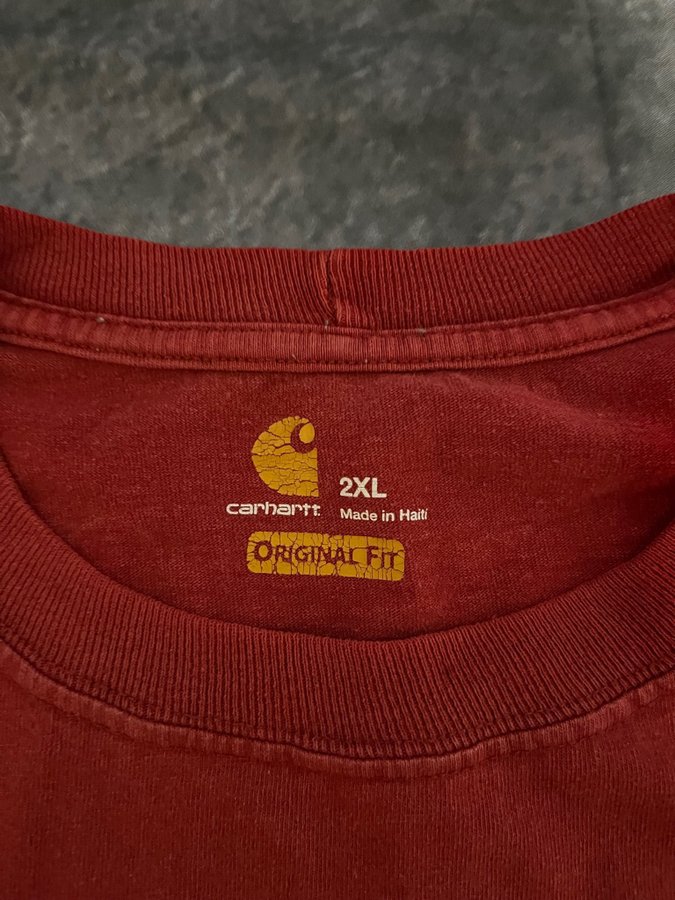 carhartt
2XL
Made in Haiti
ORIGINAL FIT